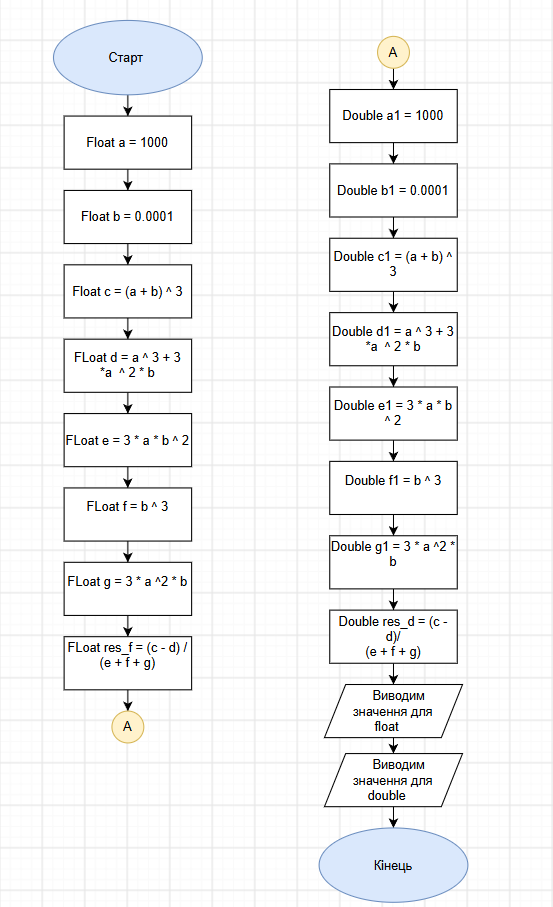 Старт
Float a = 1000
Float b = 0.0001
Float c = (a + b) ^ 3
FLoat d = a ^ 3 + 3
*a ^ 2 * b
FLoat e = 3 * a * b ^ 2
FLoat f = b ^ 3
FLoat g = 3 * a ^2 * b
FLoat res_f = (c - d) /
(e + f + g)
A
A
Double a1 = 1000
Double b1 = 0.0001
Double c1 = (a + b) ^
3
Double d1 = a ^ 3 + 3
*a ^ 2 * b
Double e1 = 3 * a * b
^ 2
Double f1 = b ^ 3
Double g1 = 3 * a ^2 *
b
Double res_d = (c -
d)/
(e + f + g)
Виводим
значення для
float
Виводим
значення для
double
Кінець